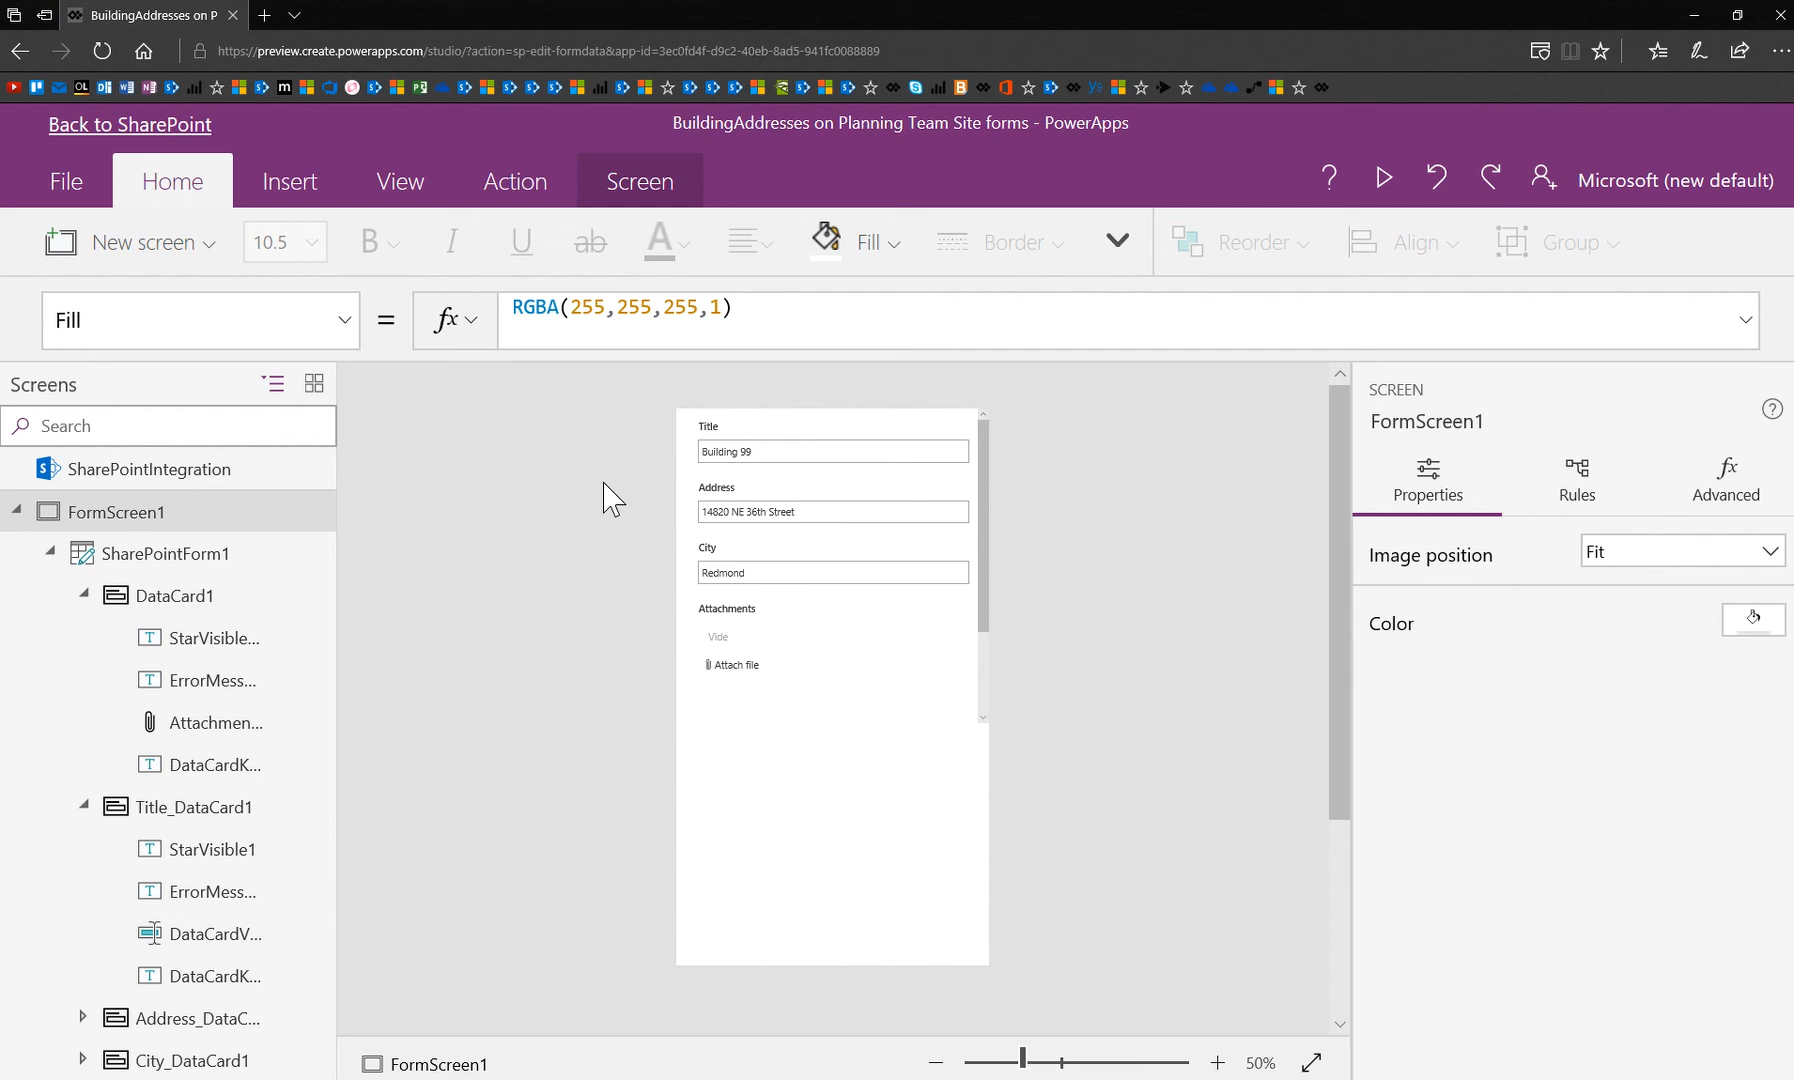 BuildingAddresses on P
https://preview.create.powerapps.com/studio/?action=sp-edit-formdata&app-id=3ec0fd4f-d9c2-40eb-8ad5-941fc0088889
Back to SharePoint
BuildingAddresses on Planning Team Site forms - PowerApps
File Home Insert View Action Screen
? Microsoft (new default)
New screen 10.5 B I U ab A Fill Border Reorder Align Group
Fill = fx RGBA(255,255,255,1)
Screens
Search
SharePointIntegration
FormScreen1
SharePointForm1
DataCard1
StarVisible...
ErrorMess...
Attachmen...
DataCardK...
Title_DataCard1
StarVisible1
ErrorMess...
DataCardV...
DataCardK...
Address_DataC...
City_DataCard1
Title
Building 99
Address
14820 NE 36th Street
City
Redmond
Attachments
Vide
Attach file
FormScreen1
50%
SCREEN
FormScreen1
Properties Rules Advanced
Image position Fit
Color